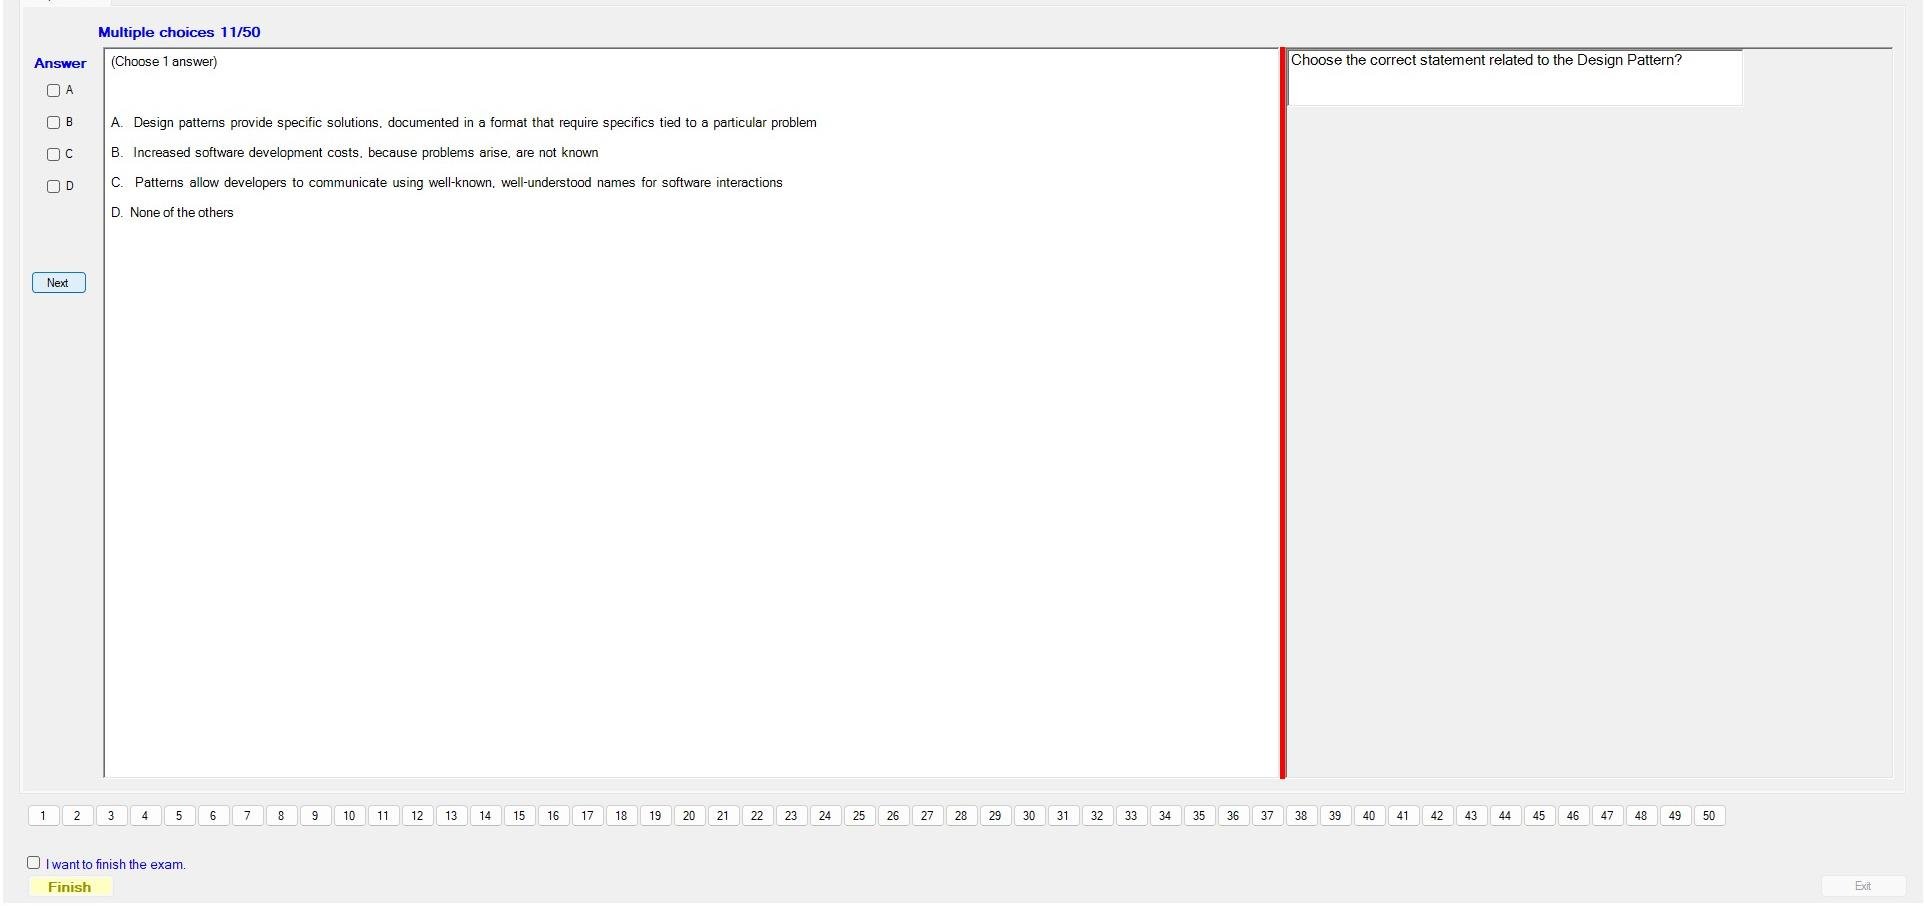 Multiple choices 11/50
Answer
(Choose 1 answer)
Choose the correct statement related to the Design Pattern?
A
B
C
D
A. Design patterns provide specific solutions, documented in a format that require specifics tied to a particular problem
B. Increased software development costs, because problems arise, are not known
C. Patterns allow developers to communicate using well-known, well-understood names for software interactions
D. None of the others
Next
1 2 3 4 5 6 7 8 9 10 11 12 13 14 15 16 17 18 19 20 21 22 23 24 25 26 27 28 29 30 31 32 33 34 35 36 37 38 39 40 41 42 43 44 45 46 47 48 49 50
I want to finish the exam.
Finish
Exit